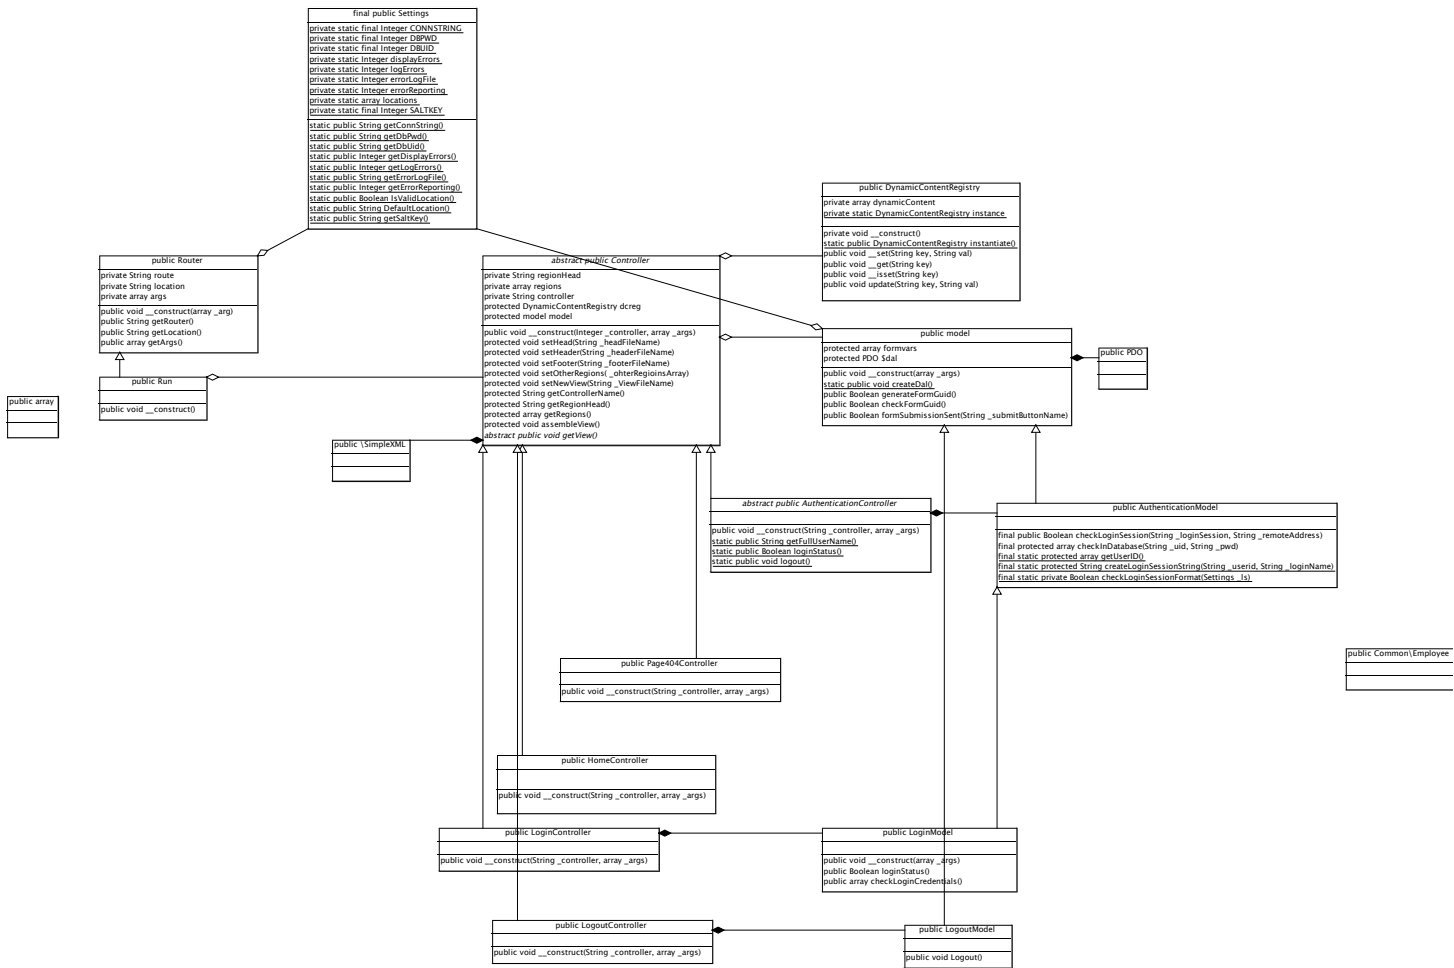 final public Settings
private static final Integer CONNSTRING
private static final Integer DBPWD
private static final Integer DBUID
private static Integer displayErrors
private static Integer logErrors
private static Integer errorLogFile
private static Integer errorReporting
private static array locations
private static final Integer SALTKEY
static public String getConnString()
static public String getDbPwd()
static public String getDbUid()
static public Integer getDisplayErrors()
static public Integer getLogErrors()
static public String getErrorLogFile()
static public Integer getErrorReporting()
static public Boolean IsValidLocation()
static public String DefaultLocation()
static public String getSaltKey()
public DynamicContentRegistry
private array dynamicContent
private static DynamicContentRegistry instance
private void __construct()
static public DynamicContentRegistry instantiate()
public void __set(String key, String val)
public void __get(String key)
public void __isset(String key)
public void update(String key, String val)
public Router
private String route
private String location
private array args
public void __construct(array _arg)
public String getRouter()
public String getLocation()
public array getArgs()
abstract public Controller
private String regionHead
private array regions
private String controller
protected DynamicContentRegistry dcreg
protected model model
public void __construct(Integer _controller, array _args)
protected void setHead(String _headFileName)
protected void setHeader(String _headerFileName)
protected void setFooter(String _footerFileName)
protected void setOtherRegions( _ohterRegioinsArray)
protected void setNewView(String _ViewFileName)
protected String getControllerName()
protected String getRegionHead()
protected array getRegions()
protected void assembleView()
abstract public void getView()
public model
protected array formvars
protected PDO $dal
public void __construct(array _args)
static public void createDal()
public Boolean generateFormGuid()
public Boolean checkFormGuid()
public Boolean formSubmissionSent(String _submitButtonName)
public PDO
public Run
public void __construct()
public array
public \SimpleXML
abstract public AuthenticationController
public void __construct(String _controller, array _args)
static public String getFullUserName()
static public Boolean loginStatus()
static public void logout()
public AuthenticationModel
final public Boolean checkLoginSession(String _loginSession, String _remoteAddress)
final protected array checkInDatabase(String _uid, String _pwd)
final static protected array getUserID()
final static protected String createLoginSessionString(String _userid, String _loginName)
final static private Boolean checkLoginSessionFormat(Settings _ls)
public Page404Controller
public void __construct(String _controller, array _args)
public Common\Employee
public HomeController
public void __construct(String _controller, array _args)
public LoginController
public void __construct(String _controller, array _args)
public LoginModel
public void __construct(array _args)
public Boolean loginStatus()
public array checkLoginCredentials()
public LogoutController
public void __construct(String _controller, array _args)
public LogoutModel
public void Logout()